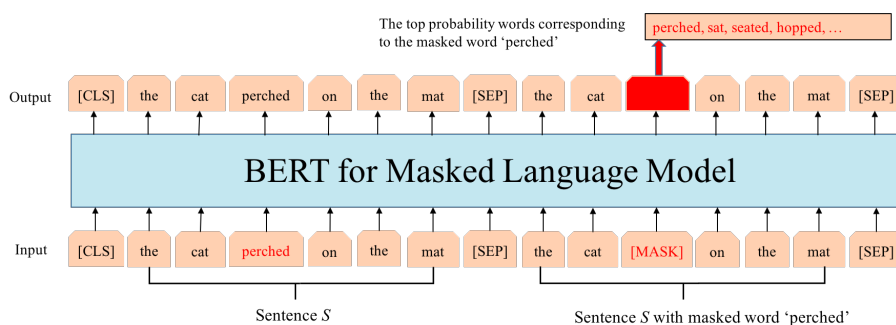 The top probability words corresponding
to the masked word ‘perched’
perched, sat, seated, hopped, …
Output [CLS] the cat perched on the mat [SEP] the cat on the mat [SEP]
BERT for Masked Language Model
Input [CLS] the cat perched on the mat [SEP] the cat [MASK] on the mat [SEP]
Sentence S
Sentence S with masked word ‘perched’